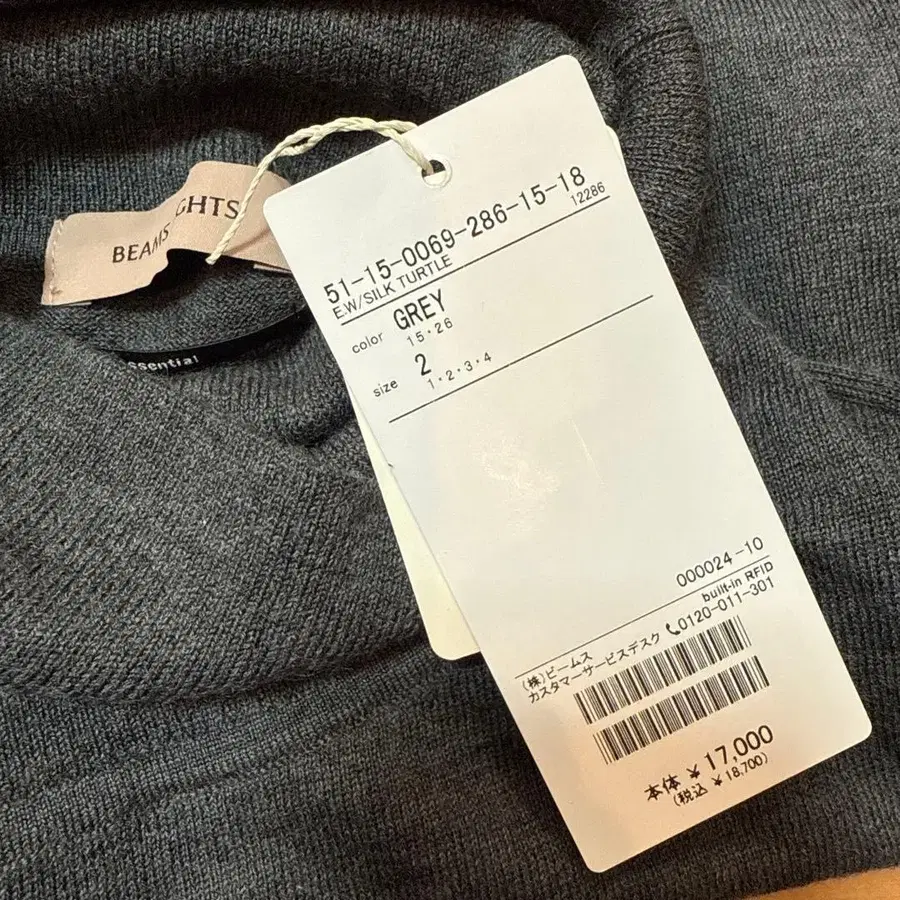 BEAMS GHTS
ssential
51-15-0069-286-15-18
12286
E.W/SILK TURTLE
color GREY
15・26
size 2
1・2・3・4
000024-10
built-in RFID
(株)ビームス
カスタマーサービスデスク 📞0120-011-301
本体 ¥17,000
(税込 ¥18,700)